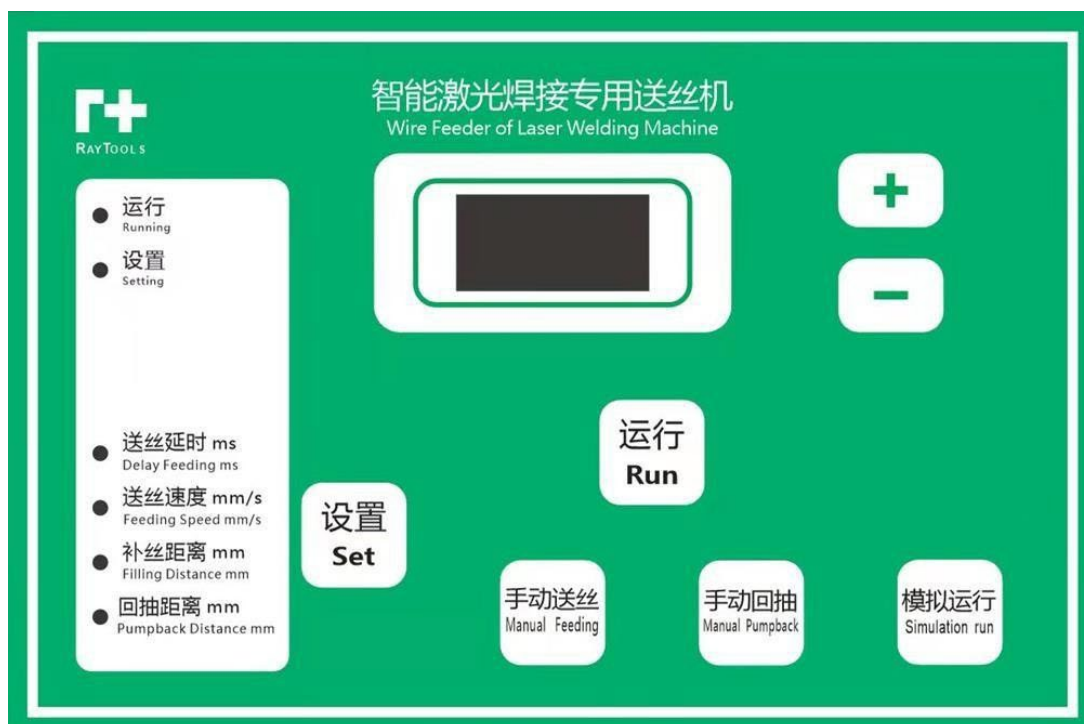 r+
RAYTOOLS
智能激光焊接专用送丝机
Wire Feeder of Laser Welding Machine
运行
Running
设置
Setting
送丝延时 ms
Delay Feeding ms
送丝速度 mm/s
Feeding Speed mm/s
补丝距离 mm
Filling Distance mm
回抽距离 mm
Pumpback Distance mm
+
−
运行
Run
设置
Set
手动送丝
Manual Feeding
手动回抽
Manual Pumpback
模拟运行
Simulation run